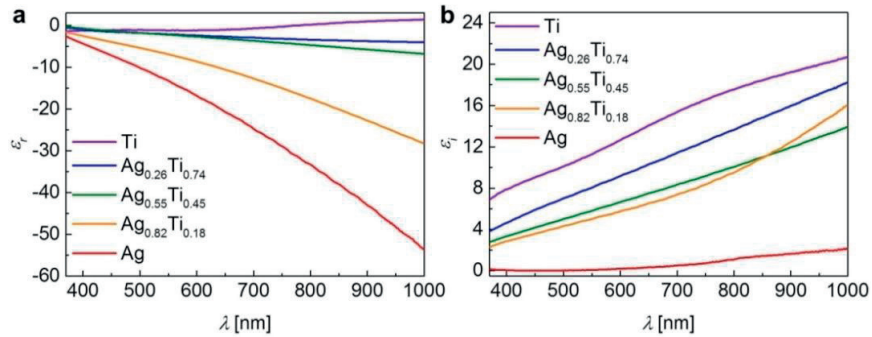 a
0
-10
-20
-30
-40
-50
-60
εr
Ti
Ag0.26Ti0.74
Ag0.55Ti0.45
Ag0.82Ti0.18
Ag
400 500 600 700 800 900 1000
λ [nm]
b
24
20
16
12
8
4
0
εi
Ti
Ag0.26Ti0.74
Ag0.55Ti0.45
Ag0.82Ti0.18
Ag
400 500 600 700 800 900 1000
λ [nm]